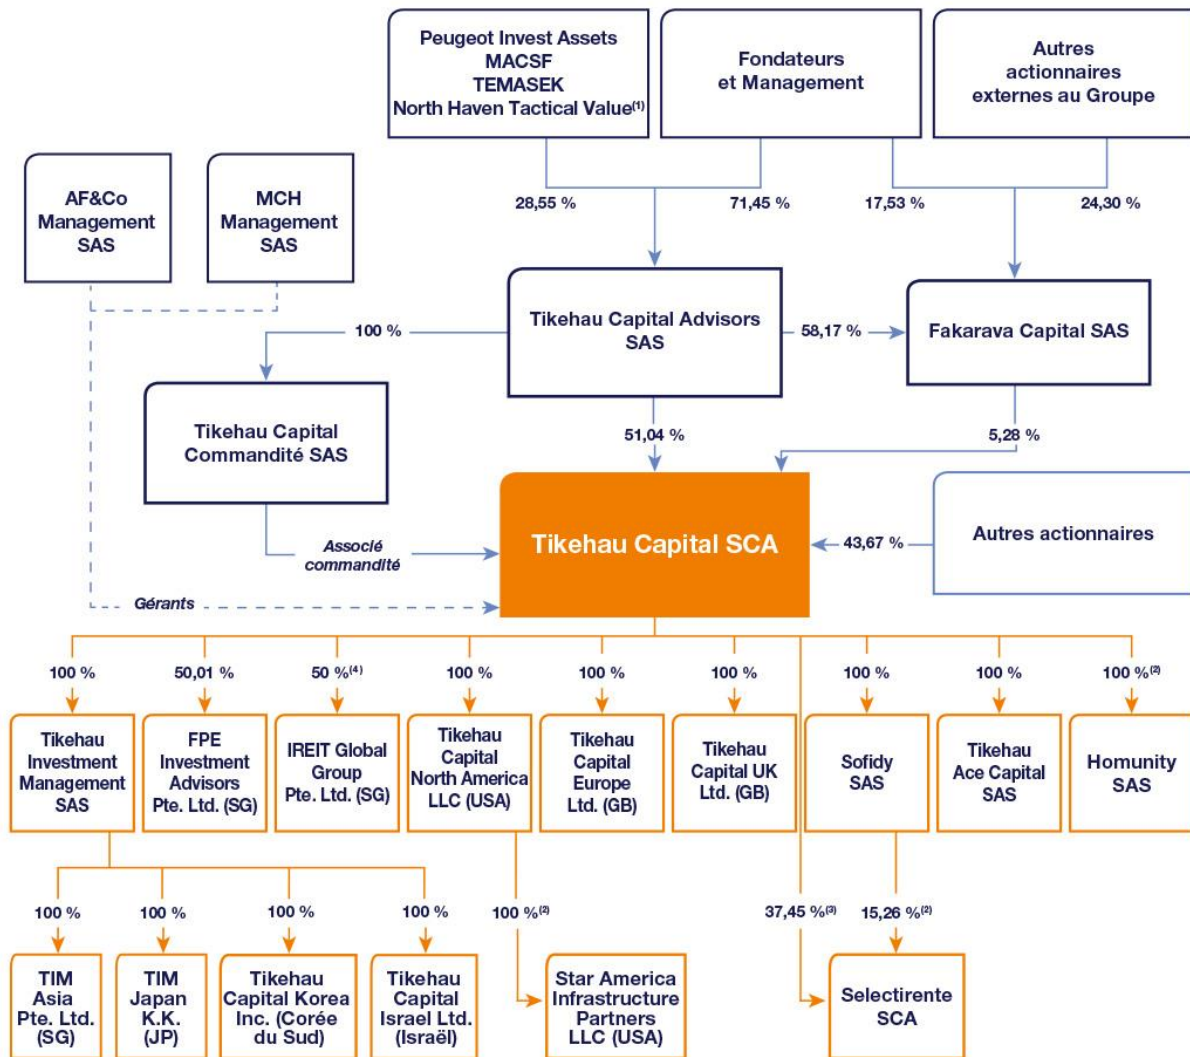 Peugeot Invest Assets
MACSF
TEMASEK
North Haven Tactical Value(1)
Fondateurs
et Management
Autres
actionnaires
externes au Groupe
AF&Co
Management
SAS
MCH
Management
SAS
28,55 %
71,45 %
17,53 %
24,30 %
Tikehau Capital Advisors
SAS
100 %
58,17 %
Fakarava Capital SAS
Tikehau Capital
Commandité SAS
51,04 %
5,28 %
Tikehau Capital SCA
43,67 %
Autres actionnaires
Associé
commandité
Gérants
100 %
50,01 %
50 %(4)
100 %
100 %
100 %
100 %
100 %
100 %(2)
Tikehau
Investment
Management
SAS
FPE
Investment
Advisors
Pte. Ltd. (SG)
IREIT Global
Group
Pte. Ltd. (SG)
Tikehau
Capital
North America
LLC (USA)
Tikehau
Capital
Europe
Ltd. (GB)
Tikehau
Capital UK
Ltd. (GB)
Sofidy
SAS
Tikehau
Ace Capital
SAS
Homunity
SAS
100 %
100 %
100 %
100 %
100 %(2)
37,45 %(3)
15,26 %(2)
TIM
Asia
Pte. Ltd.
(SG)
TIM
Japan
K.K.
(JP)
Tikehau
Capital Korea
Inc. (Corée
du Sud)
Tikehau
Capital
Israel Ltd.
(Israël)
Star America
Infrastructure
Partners
LLC (USA)
Selectirente
SCA